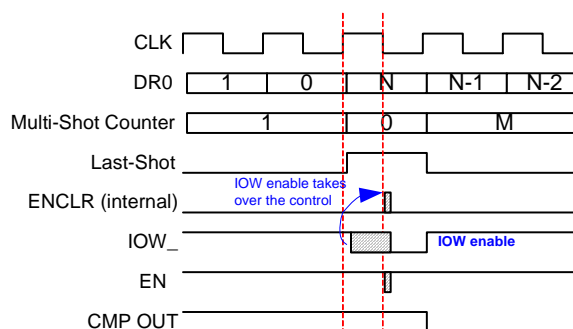 CLK
DR0 1 0 N N-1 N-2
Multi-Shot Counter 1 0 M
Last-Shot
IOW enable takes
over the control
ENCLR (internal)
IOW_ IOW enable
EN
CMP OUT